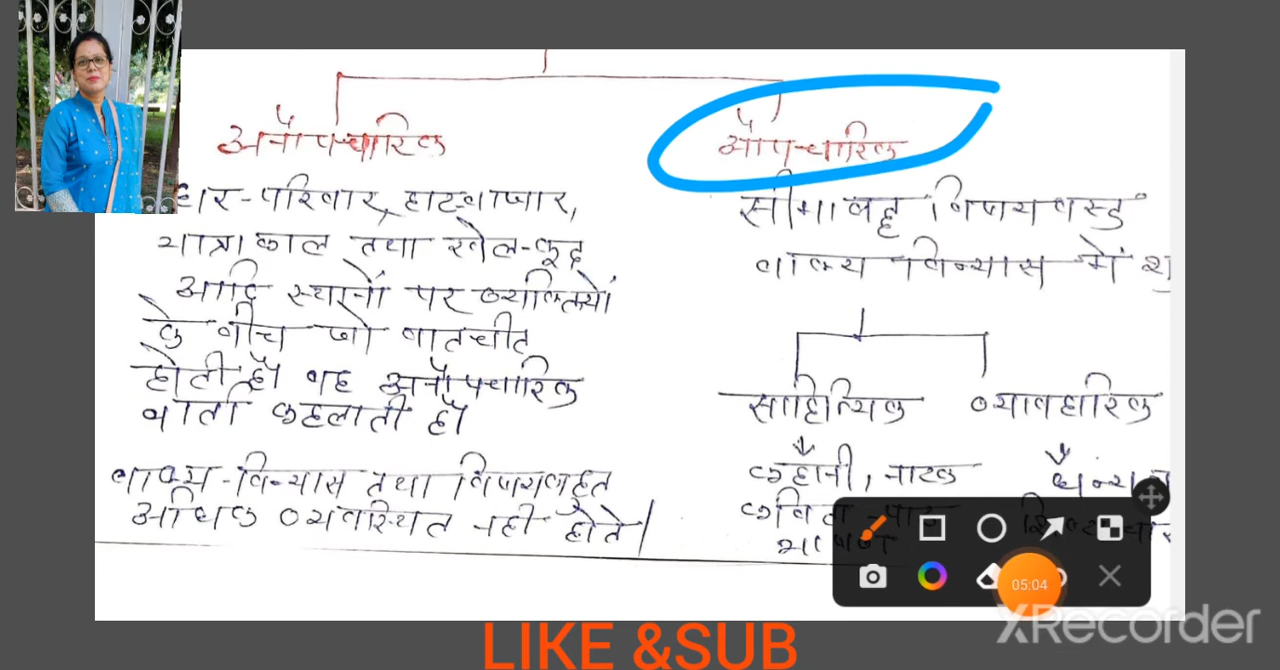 अनौपचारिक
औपचारिक
घर-परिवार, हाट-बाजार,
यात्राकाल तथा खेल-कूद
आदि स्थानों पर व्यक्तियों
के बीच जो बातचीत
होती है। वह अनौपचारिक
वार्ता कहलाती है।
वाक्य-विन्यास तथा
अधिक व्यवस्थित नहीं होते।
सीमाबद्ध विषयवस्तु
वाक्य विन्यास में
साहित्यिक व्यावहारिक
कहानी, नाटक
05:04
XRecorder
LIKE &SUB